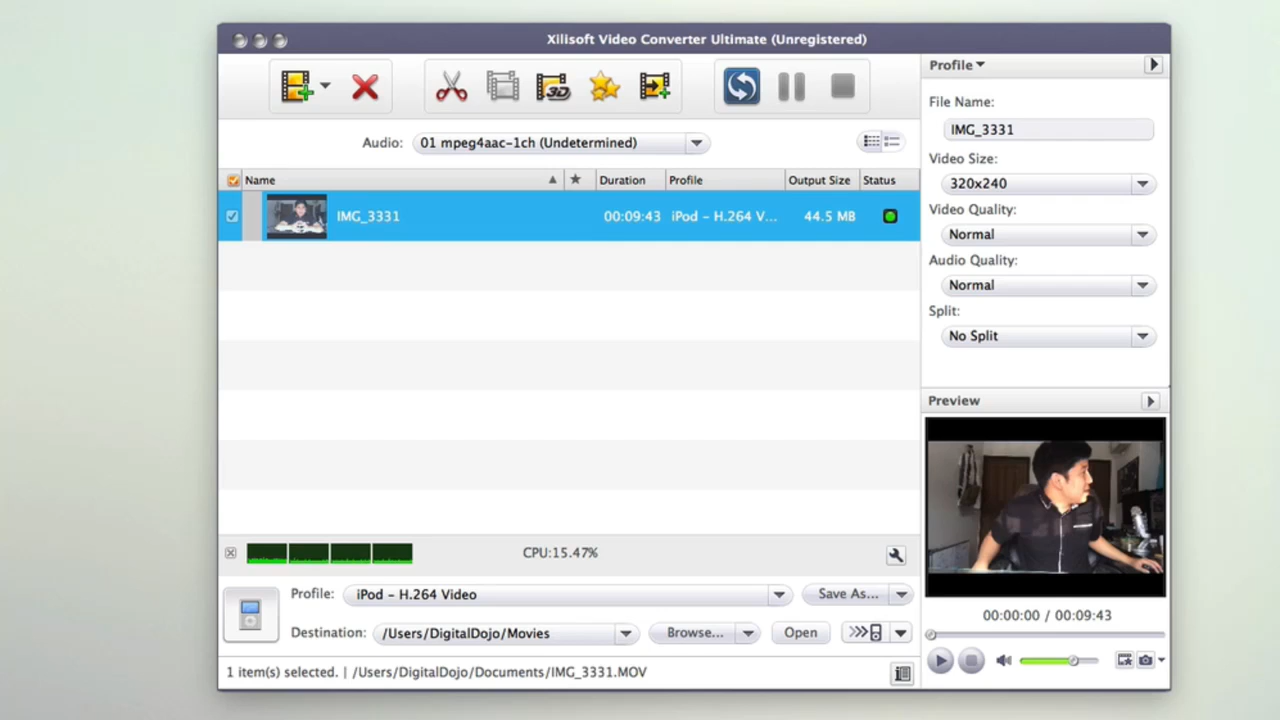 Xilisoft Video Converter Ultimate (Unregistered)
3D
Audio: 01 mpeg4aac-1ch (Undetermined)
Name Duration Profile Output Size Status
IMG_3331 00:09:43 iPod - H.264 V... 44.5 MB
CPU:15.47%
Profile: iPod - H.264 Video Save As...
Destination: /Users/DigitalDojo/Movies Browse... Open
1 item(s) selected. | /Users/DigitalDojo/Documents/IMG_3331.MOV
Profile
File Name:
IMG_3331
Video Size:
320x240
Video Quality:
Normal
Audio Quality:
Normal
Split:
No Split
Preview
00:00:00 / 00:09:43